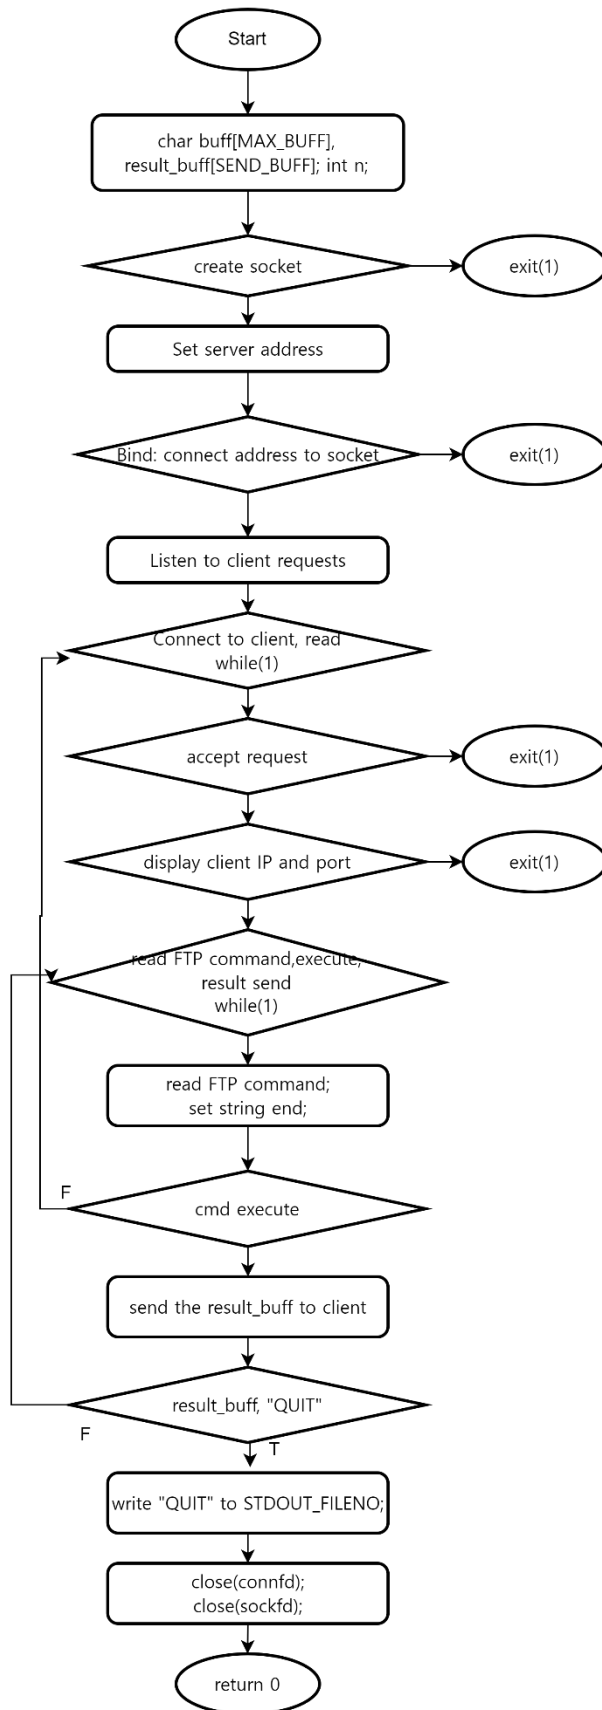 Start
char buff[MAX_BUFF],
result_buff[SEND_BUFF]; int n;
create socket
exit(1)
Set server address
Bind: connect address to socket
exit(1)
Listen to client requests
Connect to client, read
while(1)
accept request
exit(1)
display client IP and port
exit(1)
read FTP command,execute,
result send
while(1)
read FTP command;
set string end;
F
cmd execute
send the result_buff to client
result_buff, "QUIT"
F
T
write "QUIT" to STDOUT_FILENO;
close(connfd);
close(sockfd);
return 0